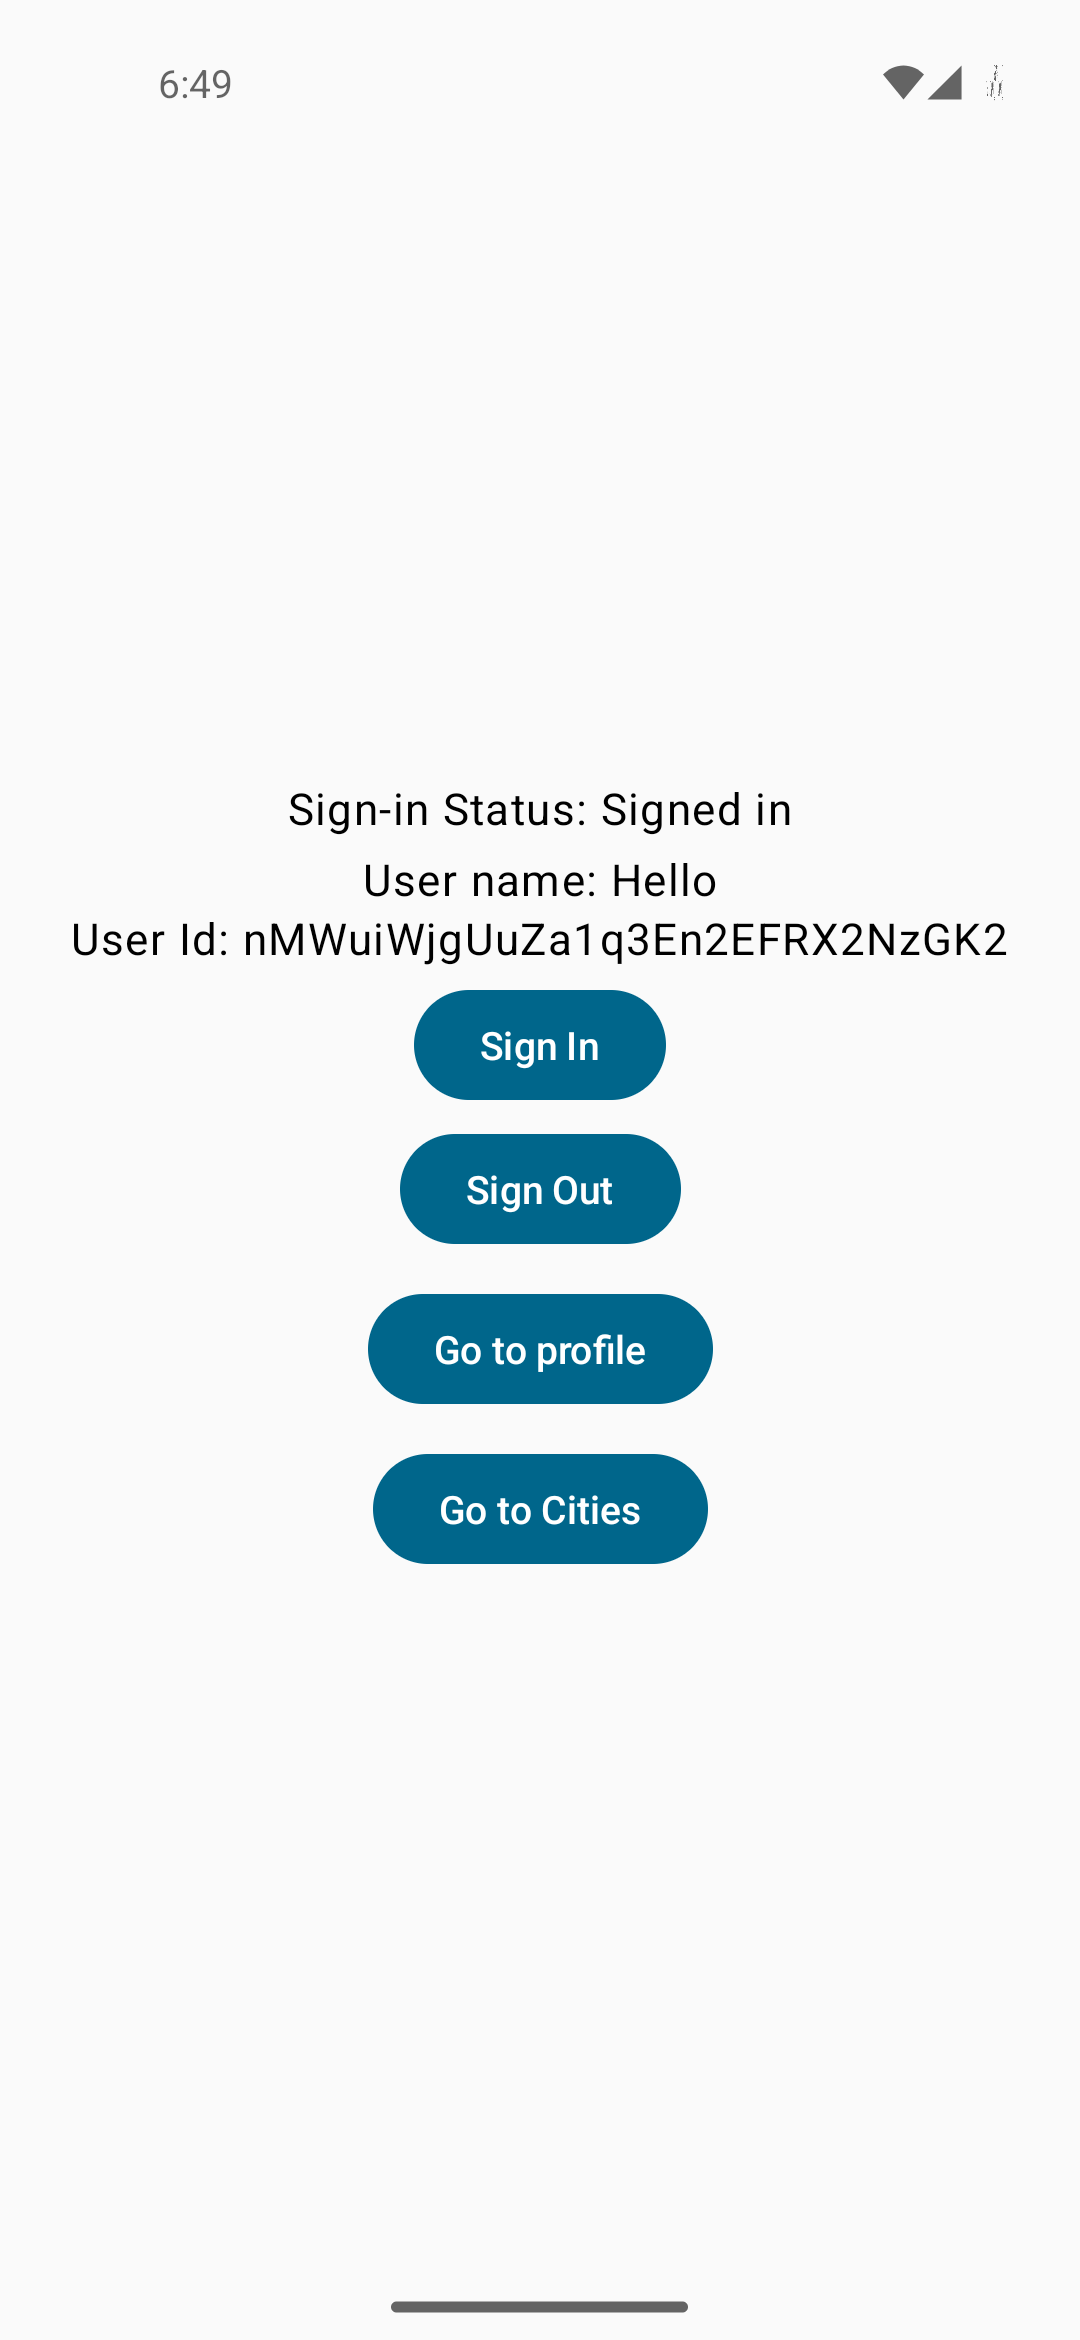 6:49
Sign-in Status: Signed in
User name: Hello
User Id: nMWuiWjgUuZa1q3En2EFRX2NzGK2
Sign In
Sign Out
Go to profile
Go to Cities